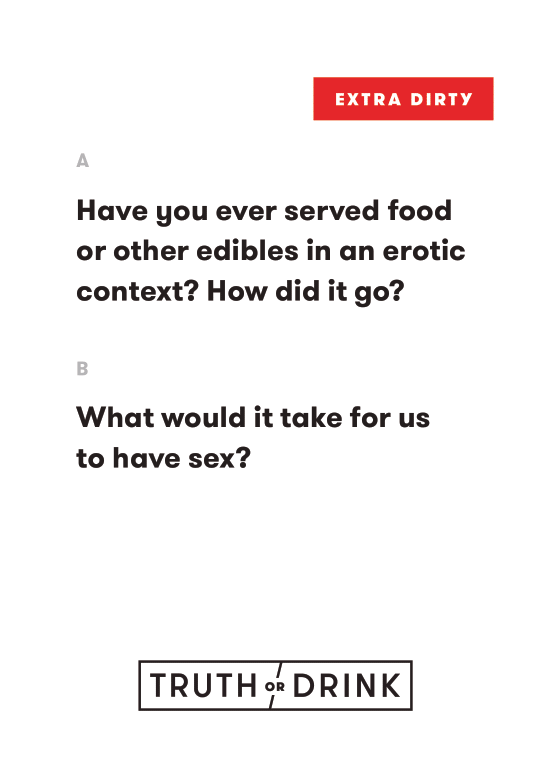 EXTRA DIRTY
A
Have you ever served food
or other edibles in an erotic
context? How did it go?
B
What would it take for us
to have sex?
TRUTH OR DRINK